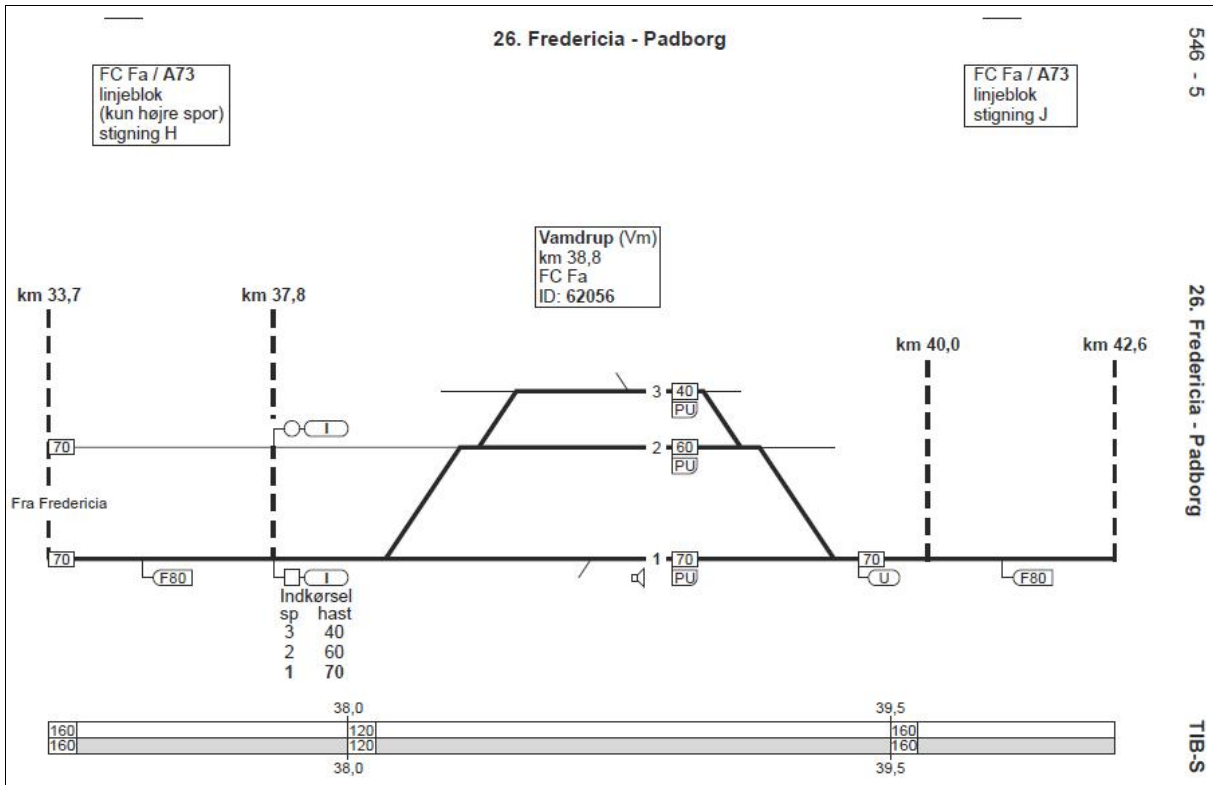 26. Fredericia - Padborg
546 - 5
FC Fa / A73
linjeblok
(kun højre spor)
stigning H
FC Fa / A73
linjeblok
stigning J
Vamdrup (Vm)
km 38,8
FC Fa
ID: 62056
km 33,7
km 37,8
km 40,0
km 42,6
26. Fredericia - Padborg
3 40
PU
I
70
2 60
PU
Fra Fredericia
70
1 70
PU
70
F80
I
U
F80
Indkørsel
sp hast
3 40
2 60
1 70
38,0
39,5
160 120 160
160 120 160
38,0
39,5
TIB-S